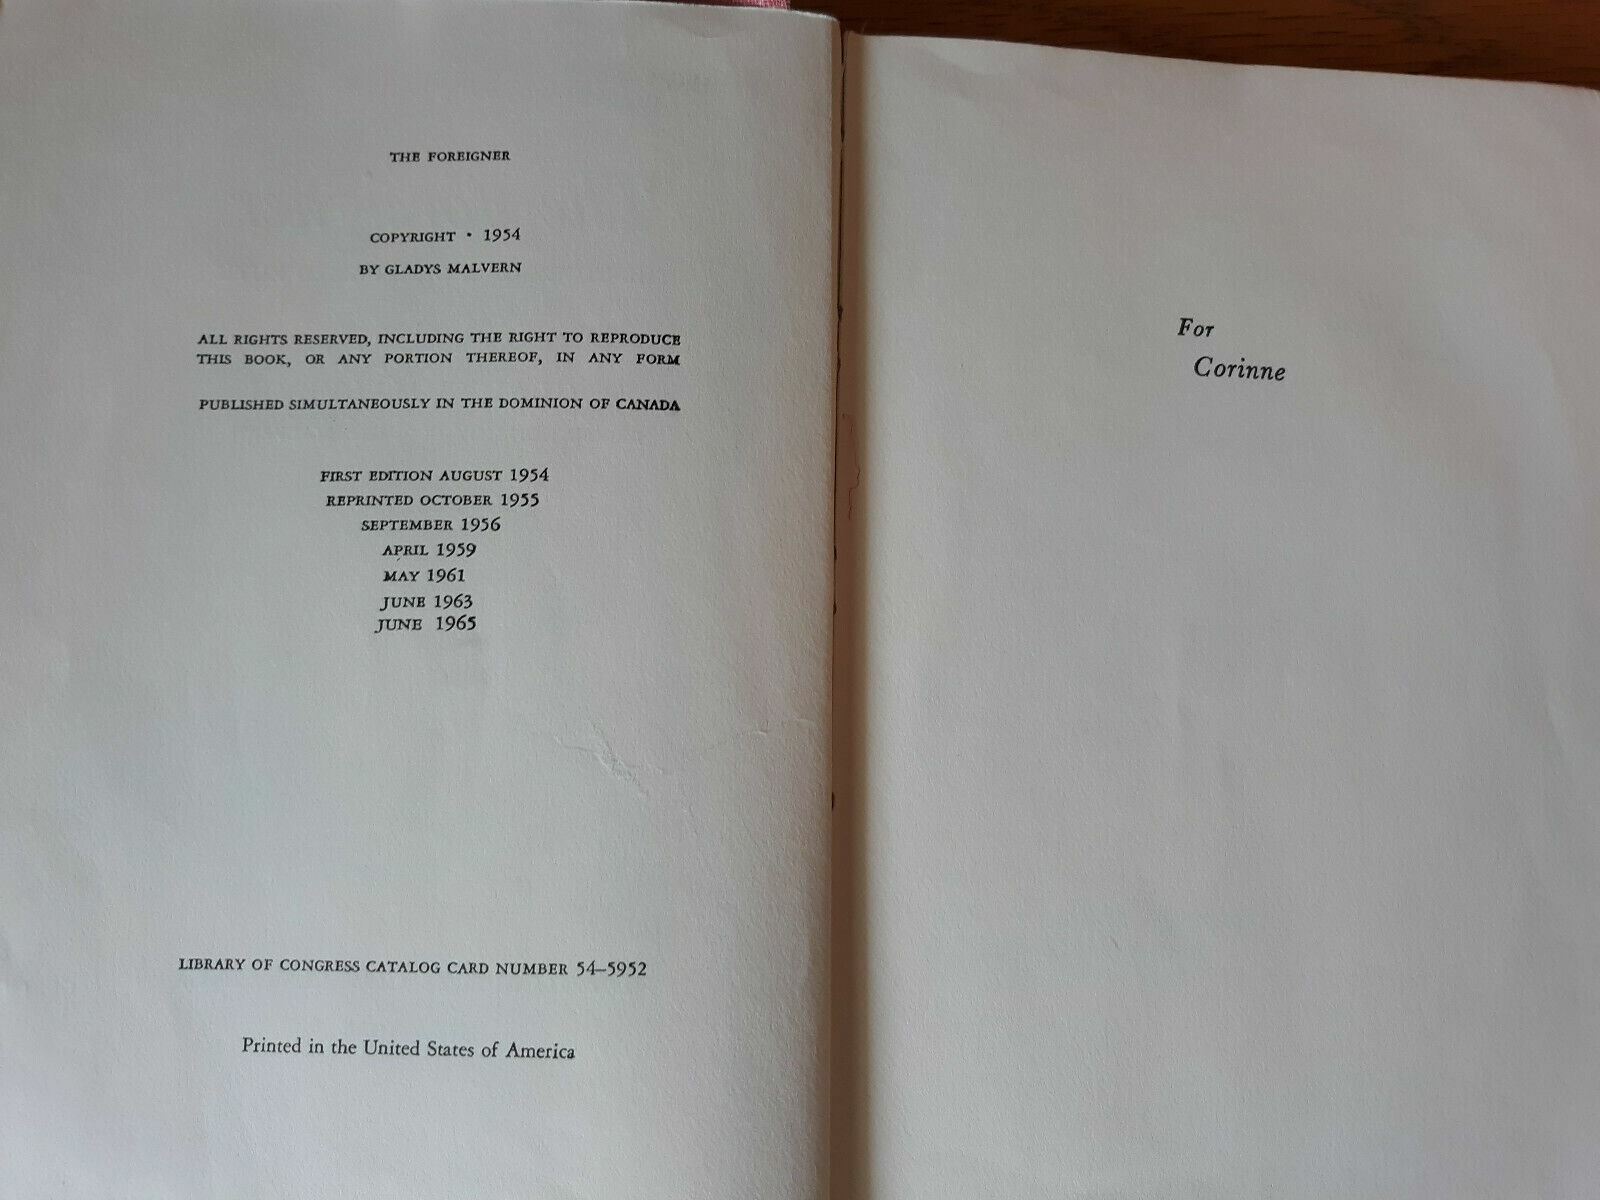 THE FOREIGNER
COPYRIGHT • 1954
BY GLADYS MALVERN
ALL RIGHTS RESERVED, INCLUDING THE RIGHT TO REPRODUCE
THIS BOOK, OR ANY PORTION THEREOF, IN ANY FORM
PUBLISHED SIMULTANEOUSLY IN THE DOMINION OF CANADA
FIRST EDITION AUGUST 1954
REPRINTED OCTOBER 1955
SEPTEMBER 1956
APRIL 1959
MAY 1961
JUNE 1963
JUNE 1965
LIBRARY OF CONGRESS CATALOG CARD NUMBER 54–5952
Printed in the United States of America
For
Corinne